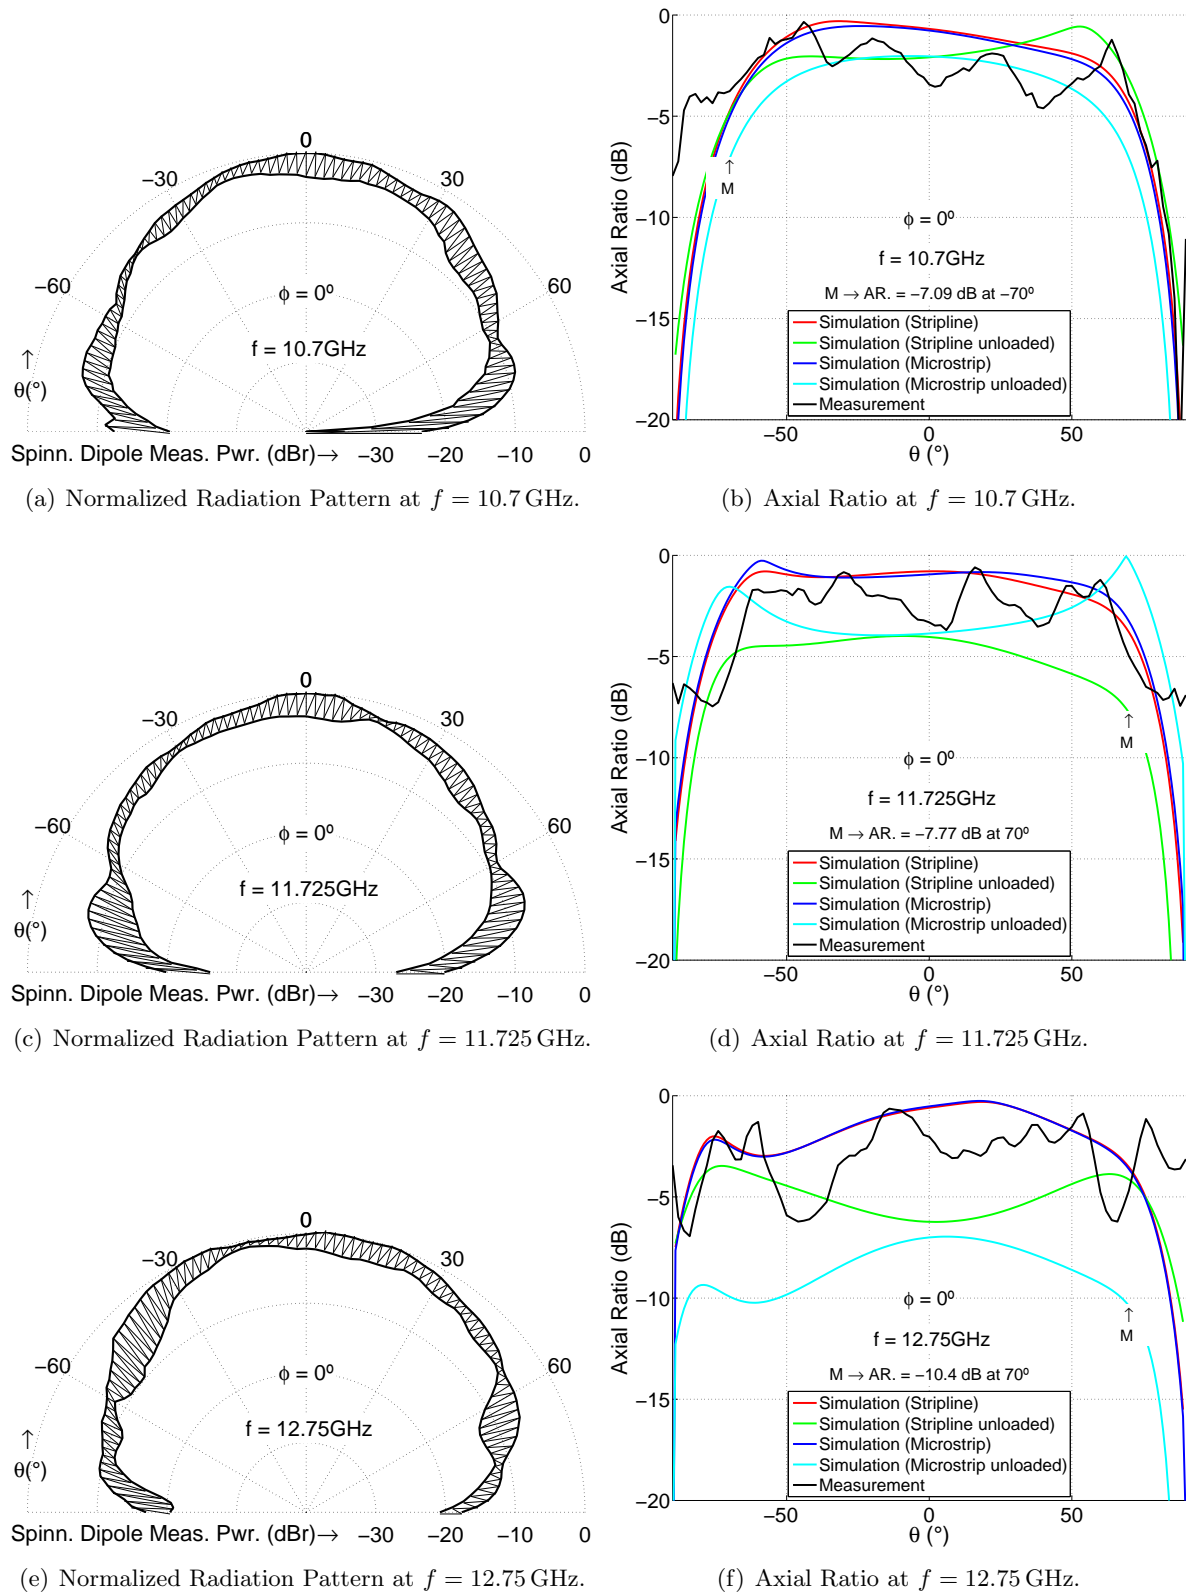 0
−30
30
−60
60
ϕ = 0º
f = 10.7GHz
↑
θ(°)
Spinn. Dipole Meas. Pwr. (dBr)→ −30 −20 −10 0
(a) Normalized Radiation Pattern at f = 10.7 GHz.
0
−5
−10
−15
−20
Axial Ratio (dB)
↑
M
ϕ = 0º
f = 10.7GHz
M → AR. = −7.09 dB at −70º
Simulation (Stripline)
Simulation (Stripline unloaded)
Simulation (Microstrip)
Simulation (Microstrip unloaded)
Measurement
−50 0 50
θ (°)
(b) Axial Ratio at f = 10.7 GHz.
0
−30
30
−60
60
ϕ = 0º
f = 11.725GHz
↑
θ(°)
Spinn. Dipole Meas. Pwr. (dBr)→ −30 −20 −10 0
(c) Normalized Radiation Pattern at f = 11.725 GHz.
0
−5
−10
−15
−20
Axial Ratio (dB)
↑
M
ϕ = 0º
f = 11.725GHz
M → AR. = −7.77 dB at 70º
Simulation (Stripline)
Simulation (Stripline unloaded)
Simulation (Microstrip)
Simulation (Microstrip unloaded)
Measurement
−50 0 50
θ (°)
(d) Axial Ratio at f = 11.725 GHz.
0
−30
30
−60
60
ϕ = 0º
f = 12.75GHz
↑
θ(°)
Spinn. Dipole Meas. Pwr. (dBr)→ −30 −20 −10 0
(e) Normalized Radiation Pattern at f = 12.75 GHz.
0
−5
−10
−15
−20
Axial Ratio (dB)
↑
M
ϕ = 0º
f = 12.75GHz
M → AR. = −10.4 dB at 70º
Simulation (Stripline)
Simulation (Stripline unloaded)
Simulation (Microstrip)
Simulation (Microstrip unloaded)
Measurement
−50 0 50
θ (°)
(f) Axial Ratio at f = 12.75 GHz.